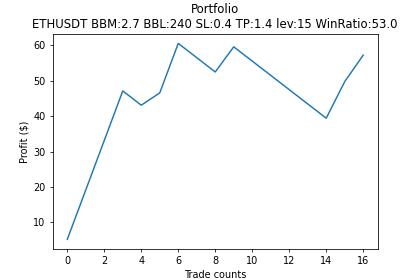 Portfolio
ETHUSDT BBM:2.7 BBL:240 SL:0.4 TP:1.4 lev:15 WinRatio:53.0
60
50
40
30
20
10
Profit ($)
0 2 4 6 8 10 12 14 16
Trade counts